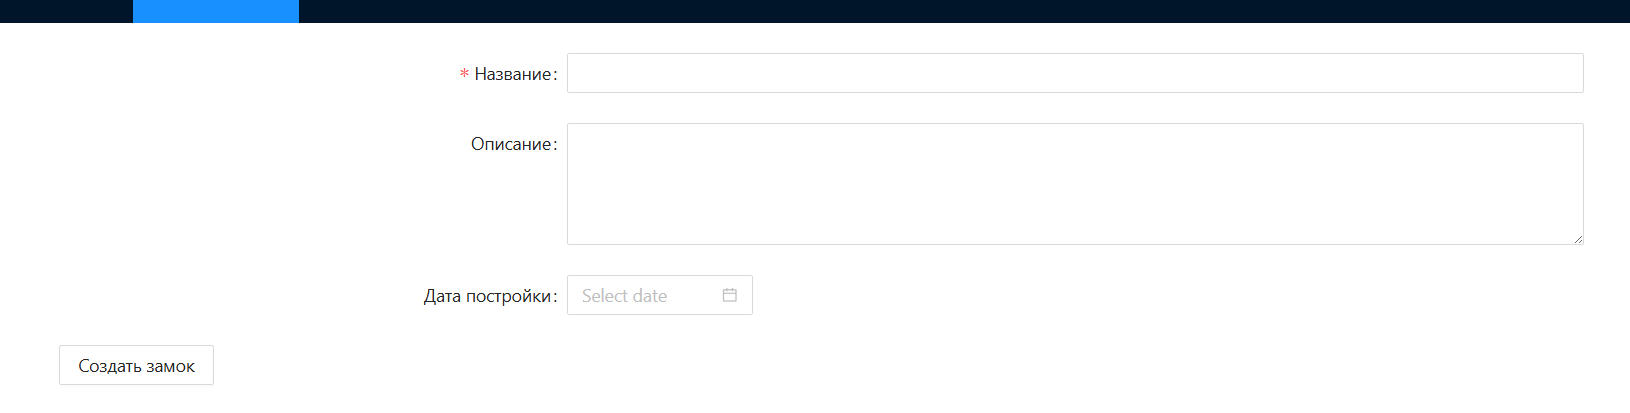 * Название:
Описание:
Дата постройки: Select date
Создать замок